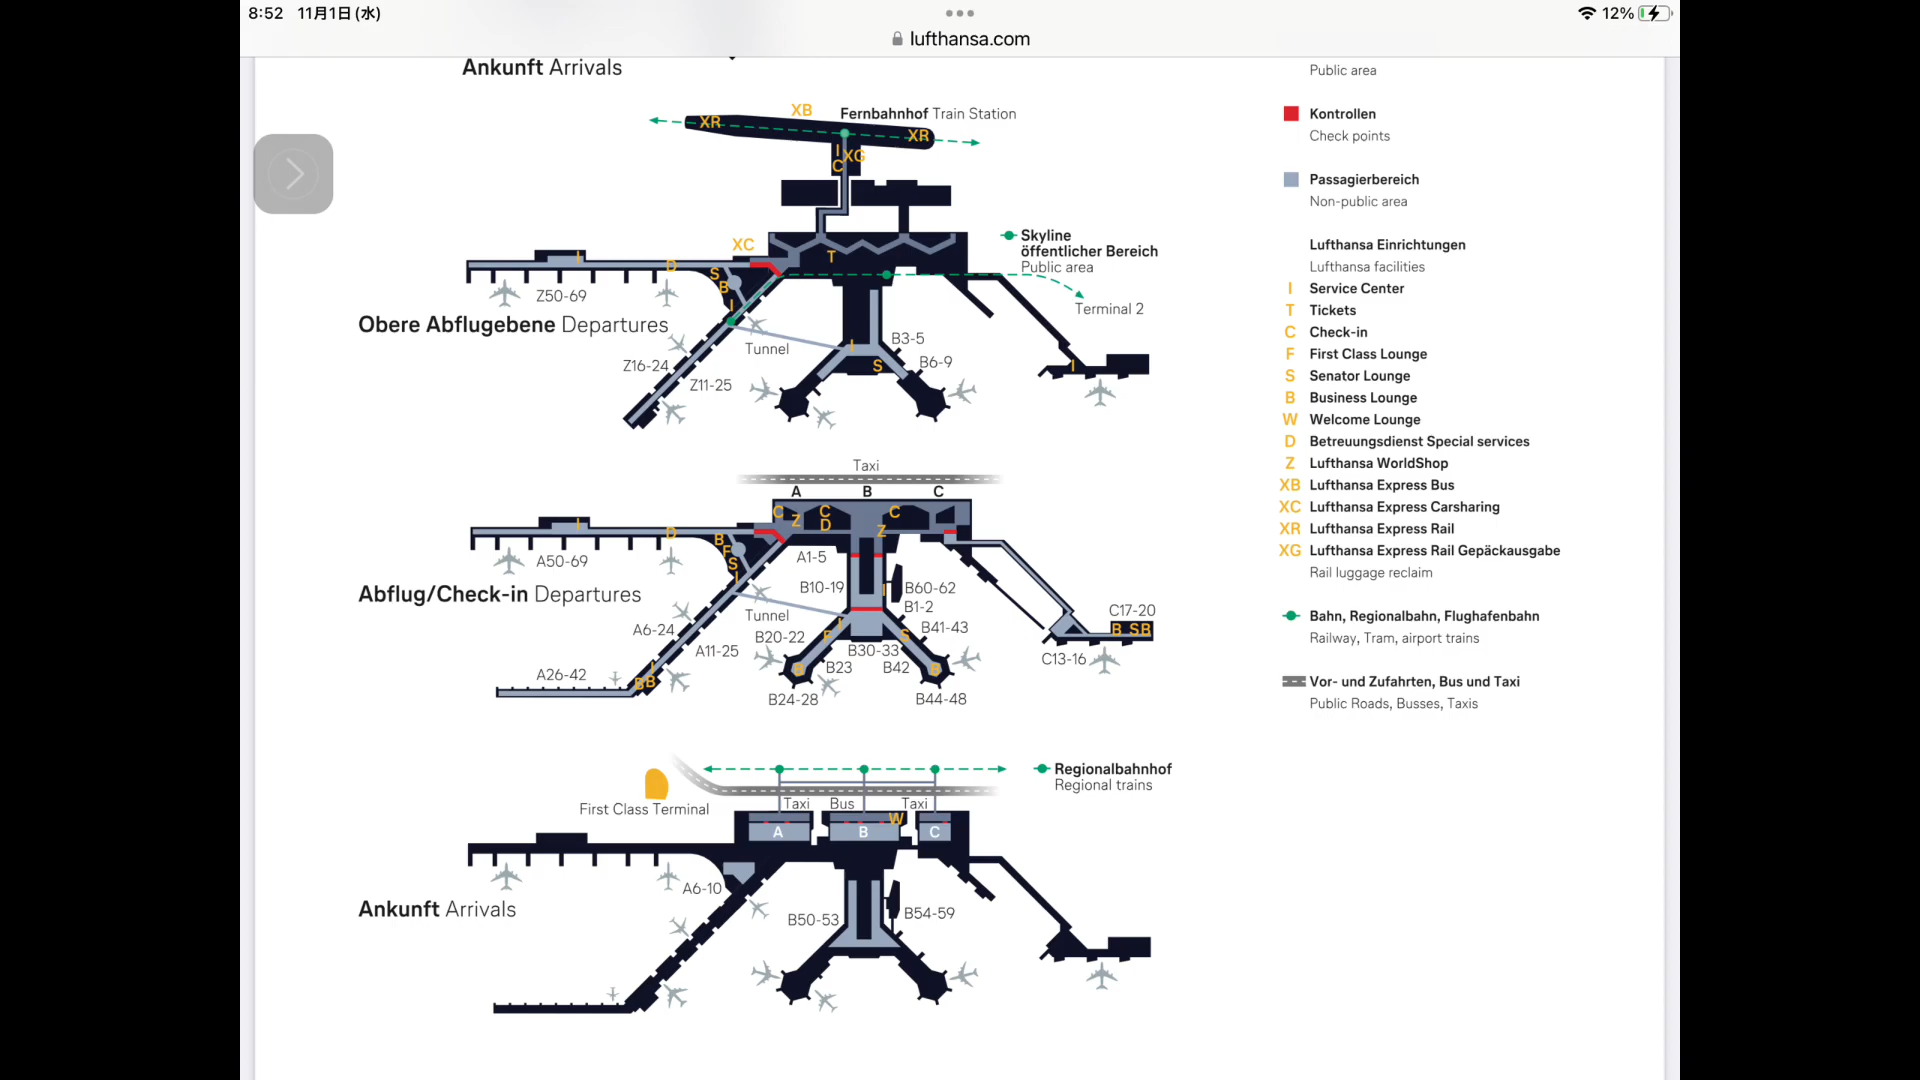 8:52 11月1日(水)
12%
lufthansa.com
Ankunft Arrivals
XB
Fernbahnhof Train Station
XR
XR
I
XG
C
XC
T
Skyline
öffentlicher Bereich
Public area
I
D
S
B
I
Z50-69
Terminal 2
Obere Abflugebene Departures
Tunnel
B3-5
I
Z16-24
B6-9
S
I
Z11-25
Taxi
A B C
C Z C D C Z
I
D
B
F
S
I
A50-69
A1-5
B10-19
I
B60-62
Abflug/Check-in Departures
B1-2
Tunnel
C17-20
A6-24
B20-22
I
F
S
B41-43
B SB
A11-25
B30-33
C13-16
A26-42
I
BB
B
B23
B42
B
B24-28
B44-48
Regionalbahnhof
Regional trains
First Class Terminal
Taxi Bus Taxi
W
A B C
A6-10
Ankunft Arrivals
B50-53
B54-59
Public area
Kontrollen
Check points
Passagierbereich
Non-public area
Lufthansa Einrichtungen
Lufthansa facilities
I Service Center
T Tickets
C Check-in
F First Class Lounge
S Senator Lounge
B Business Lounge
W Welcome Lounge
D Betreuungsdienst Special services
Z Lufthansa WorldShop
XB Lufthansa Express Bus
XC Lufthansa Express Carsharing
XR Lufthansa Express Rail
XG Lufthansa Express Rail Gepäckausgabe
Rail luggage reclaim
Bahn, Regionalbahn, Flughafenbahn
Railway, Tram, airport trains
Vor- und Zufahrten, Bus und Taxi
Public Roads, Busses, Taxis